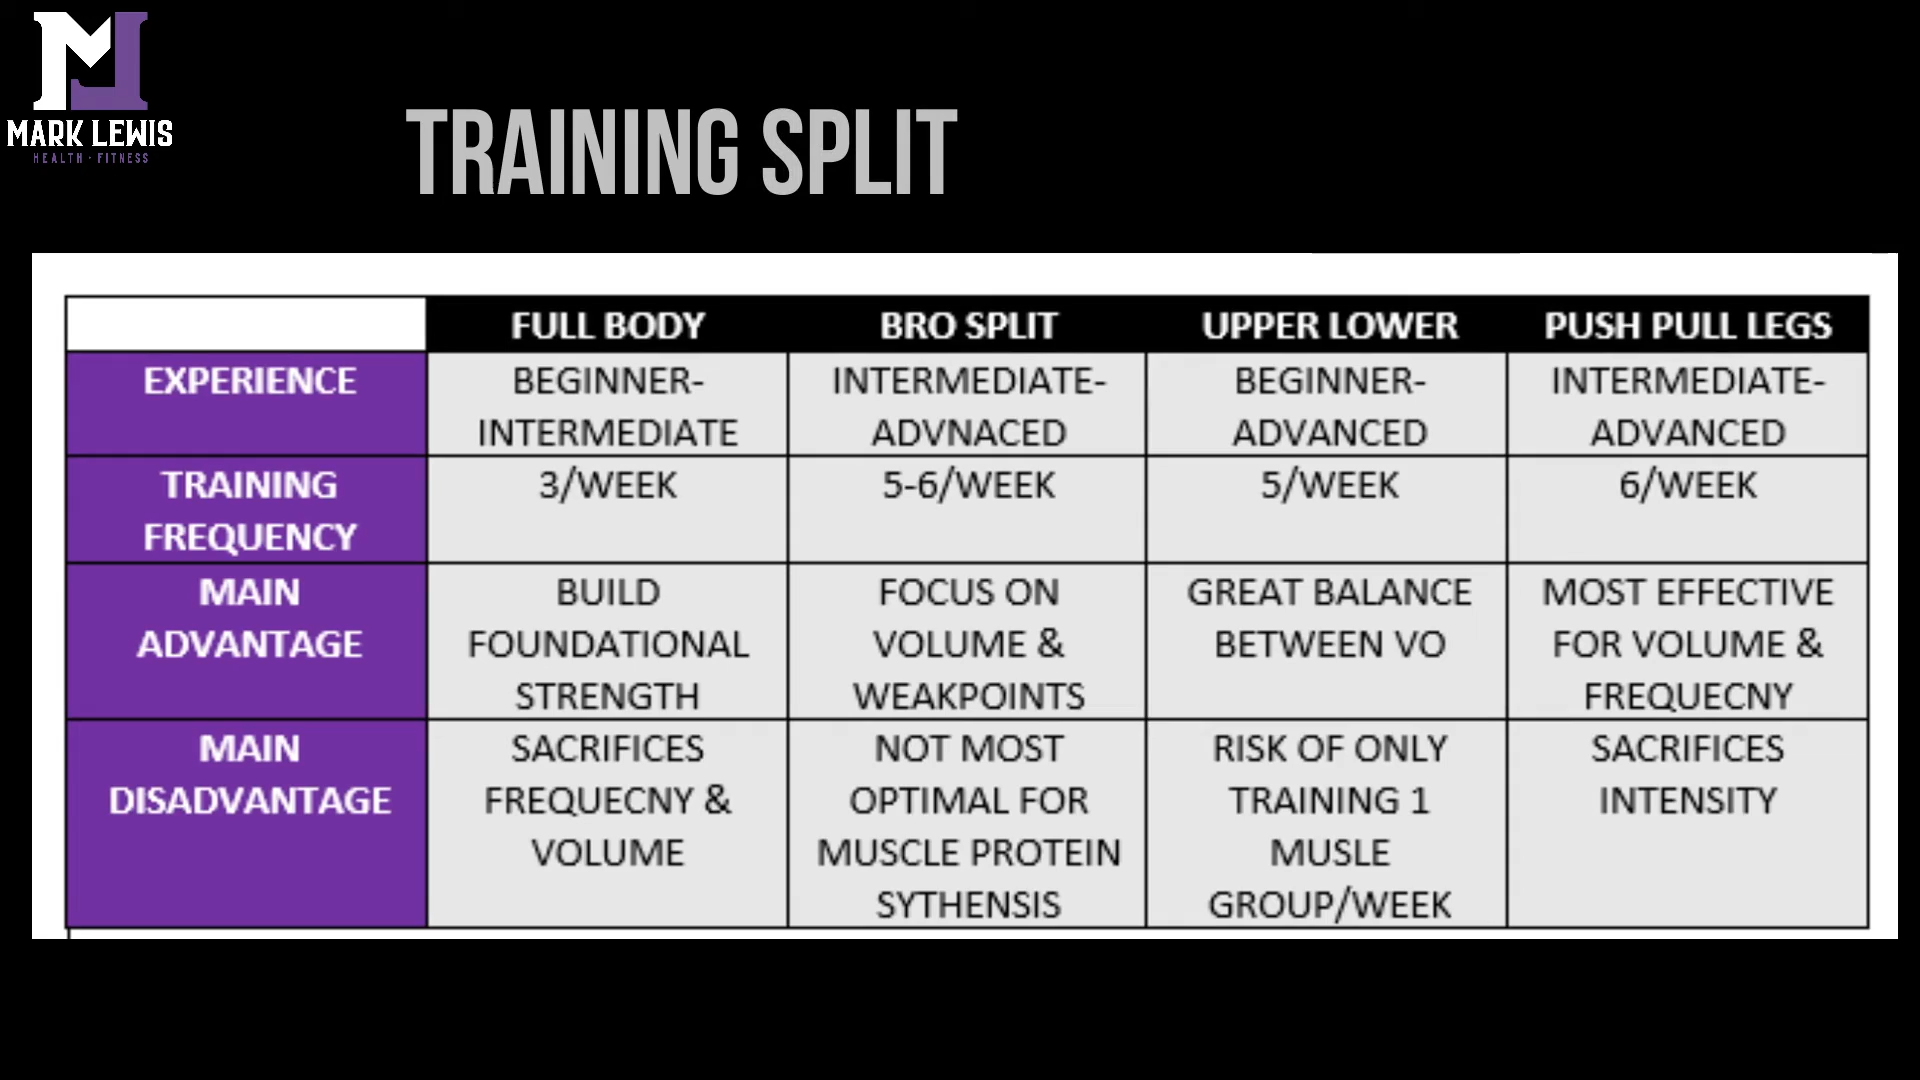 MARK LEWIS
HEALTH · FITNESS
TRAINING SPLIT
FULL BODY BRO SPLIT UPPER LOWER PUSH PULL LEGS
EXPERIENCE
BEGINNER-
INTERMEDIATE
INTERMEDIATE-
ADVNACED
BEGINNER-
ADVANCED
INTERMEDIATE-
ADVANCED
TRAINING
FREQUENCY
3/WEEK
5-6/WEEK
5/WEEK
6/WEEK
MAIN
ADVANTAGE
BUILD
FOUNDATIONAL
STRENGTH
FOCUS ON
VOLUME &
WEAKPOINTS
GREAT BALANCE
BETWEEN VO
MOST EFFECTIVE
FOR VOLUME &
FREQUECNY
MAIN
DISADVANTAGE
SACRIFICES
FREQUECNY &
VOLUME
NOT MOST
OPTIMAL FOR
MUSCLE PROTEIN
SYTHENSIS
RISK OF ONLY
TRAINING 1
MUSLE
GROUP/WEEK
SACRIFICES
INTENSITY